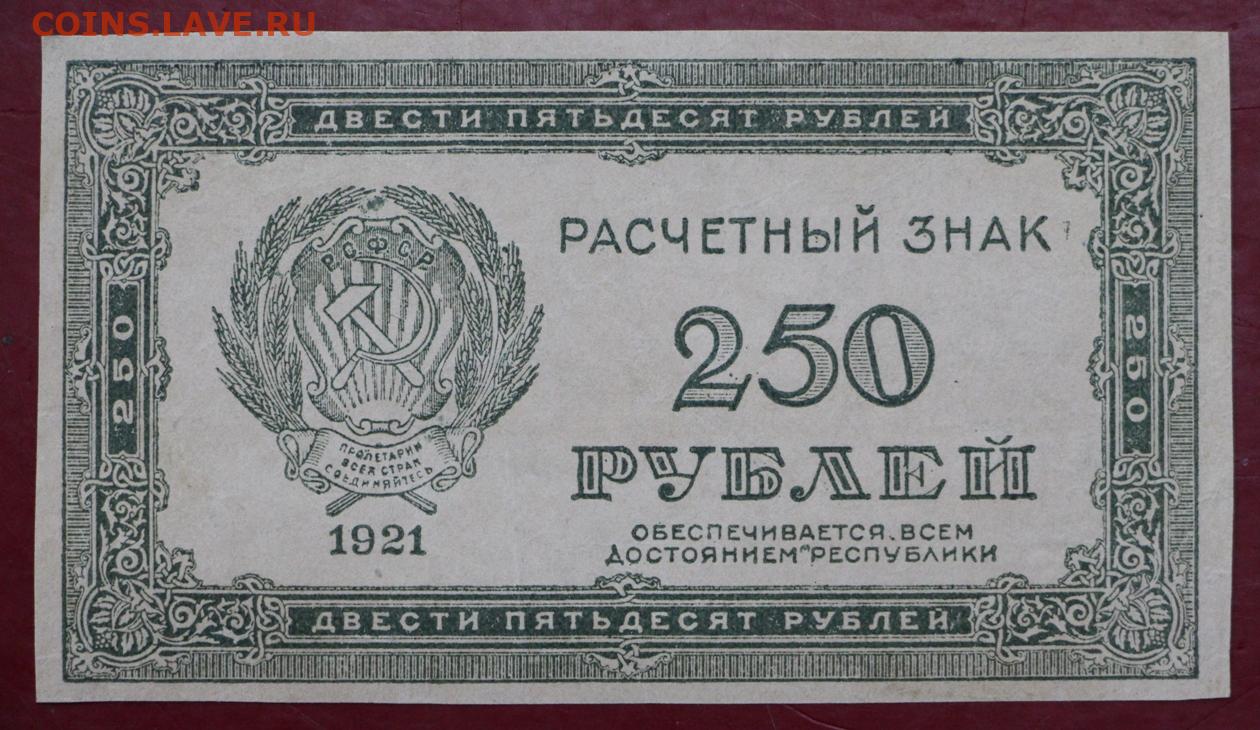 COINS.LAVE.RU
ДВЕСТИ ПЯТЬДЕСЯТ РУБЛЕЙ
РСФСР
РАСЧЕТНЫЙ ЗНАК
250
250
250
РУБЛЕЙ
ПРОЛЕТАРИИ
ВСЕХ СТРАН
СОЕДИНЯЙТЕСЬ
1921
ОБЕСПЕЧИВАЕТСЯ ВСЕМ
ДОСТОЯНИЕМ РЕСПУБЛИКИ
ДВЕСТИ ПЯТЬДЕСЯТ РУБЛЕЙ